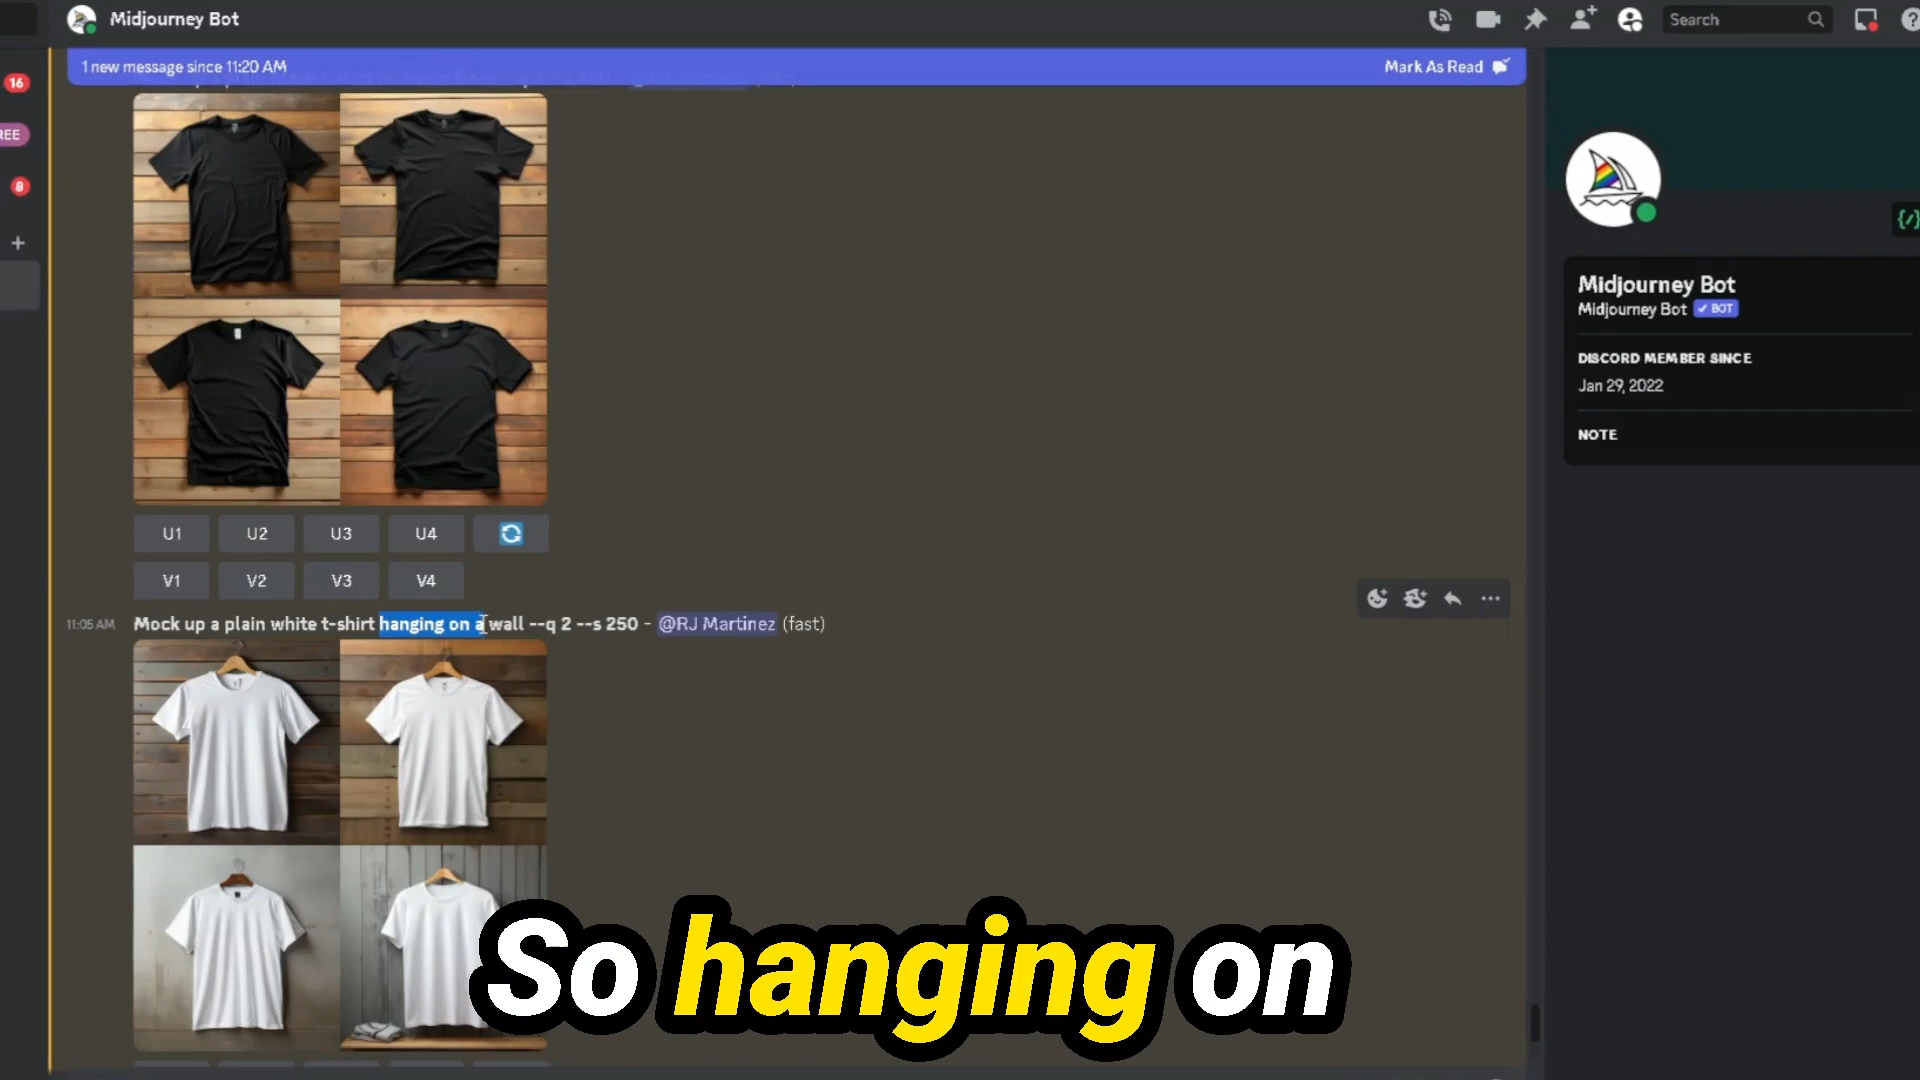 Midjourney Bot
Search
1 new message since 11:20 AM
Mark As Read
16
REE
8
U1 U2 U3 U4
V1 V2 V3 V4
11:05 AM Mock up a plain white t-shirt hanging on a wall --q 2 --s 250 - @RJ Martinez (fast)
So hanging on
Midjourney Bot
Midjourney Bot ✓ BOT
DISCORD MEMBER SINCE
Jan 29, 2022
NOTE